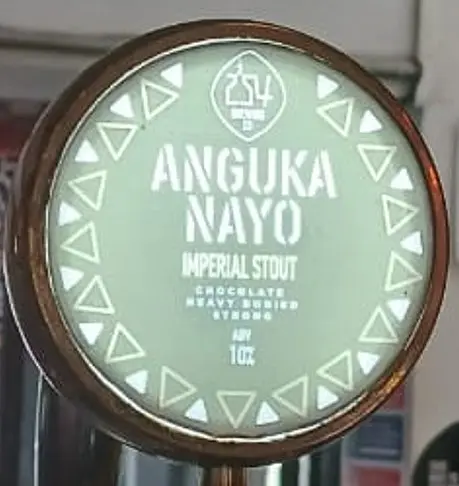 254
BREWING
CO
ANGUKA
NAYO
IMPERIAL STOUT
CHOCOLATE
HEAVY BODIED
STRONG
ABV
10%